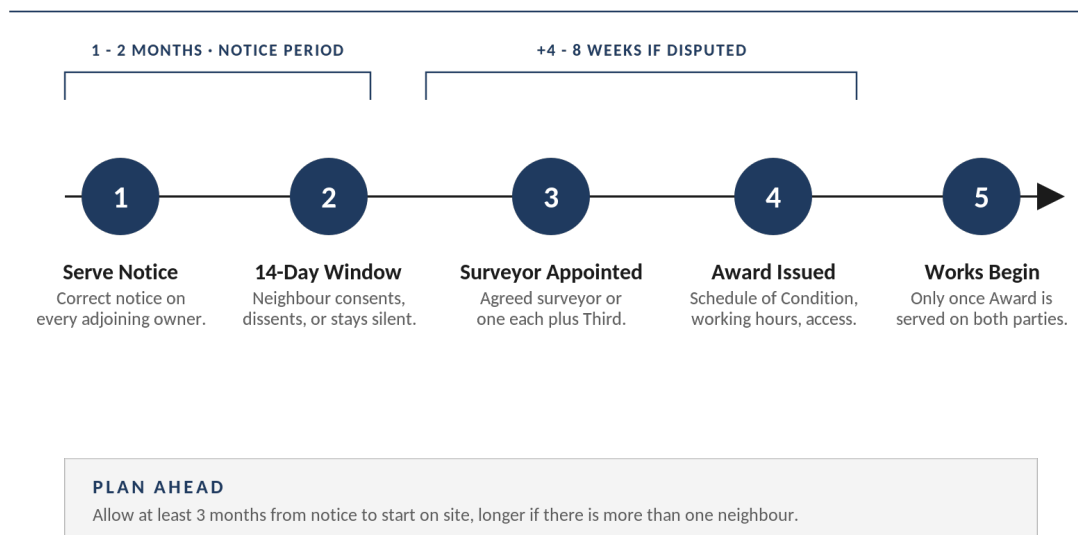 1 - 2 MONTHS · NOTICE PERIOD
+4 - 8 WEEKS IF DISPUTED
1
2
3
4
5
Serve Notice
Correct notice on
every adjoining owner.
14-Day Window
Neighbour consents,
dissents, or stays silent.
Surveyor Appointed
Agreed surveyor or
one each plus Third.
Award Issued
Schedule of Condition,
working hours, access.
Works Begin
Only once Award is
served on both parties.
PLAN AHEAD
Allow at least 3 months from notice to start on site, longer if there is more than one neighbour.